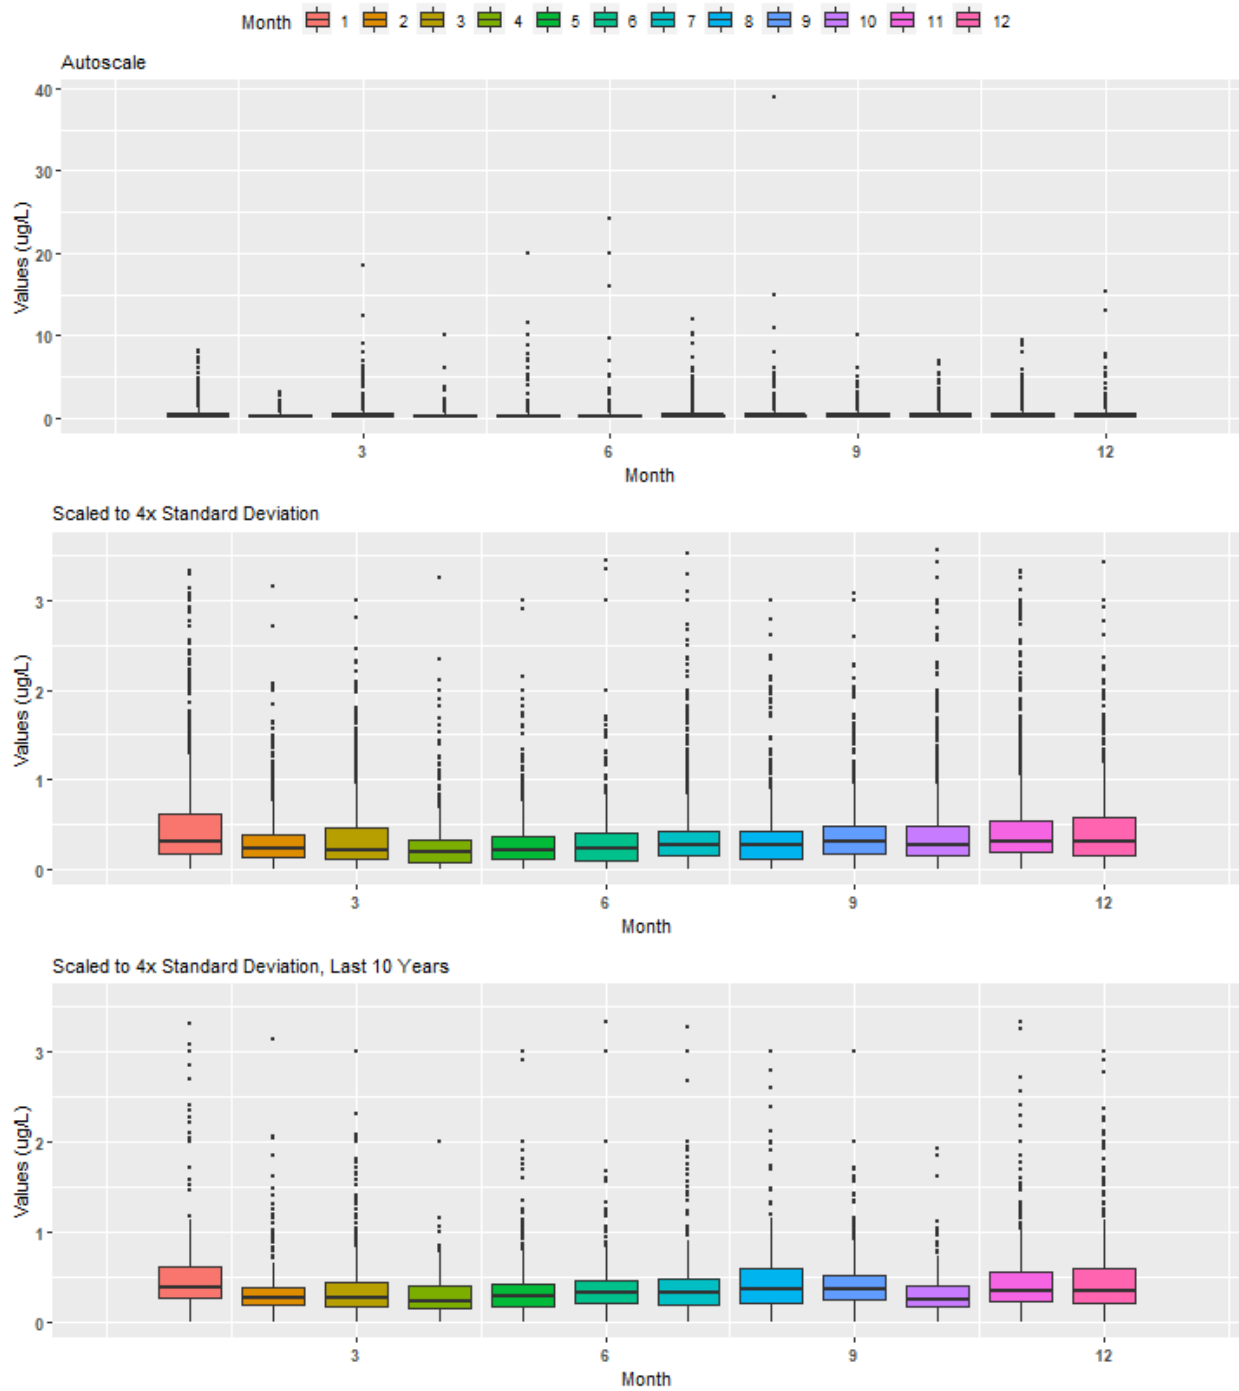 Month 1 2 3 4 5 6 7 8 9 10 11 12
Autoscale
40
30
20
10
0
Values (ug/L)
3 6 9 12
Month
Scaled to 4x Standard Deviation
3
2
1
0
Values (ug/L)
3 6 9 12
Month
Scaled to 4x Standard Deviation, Last 10 Years
3
2
1
0
Values (ug/L)
3 6 9 12
Month